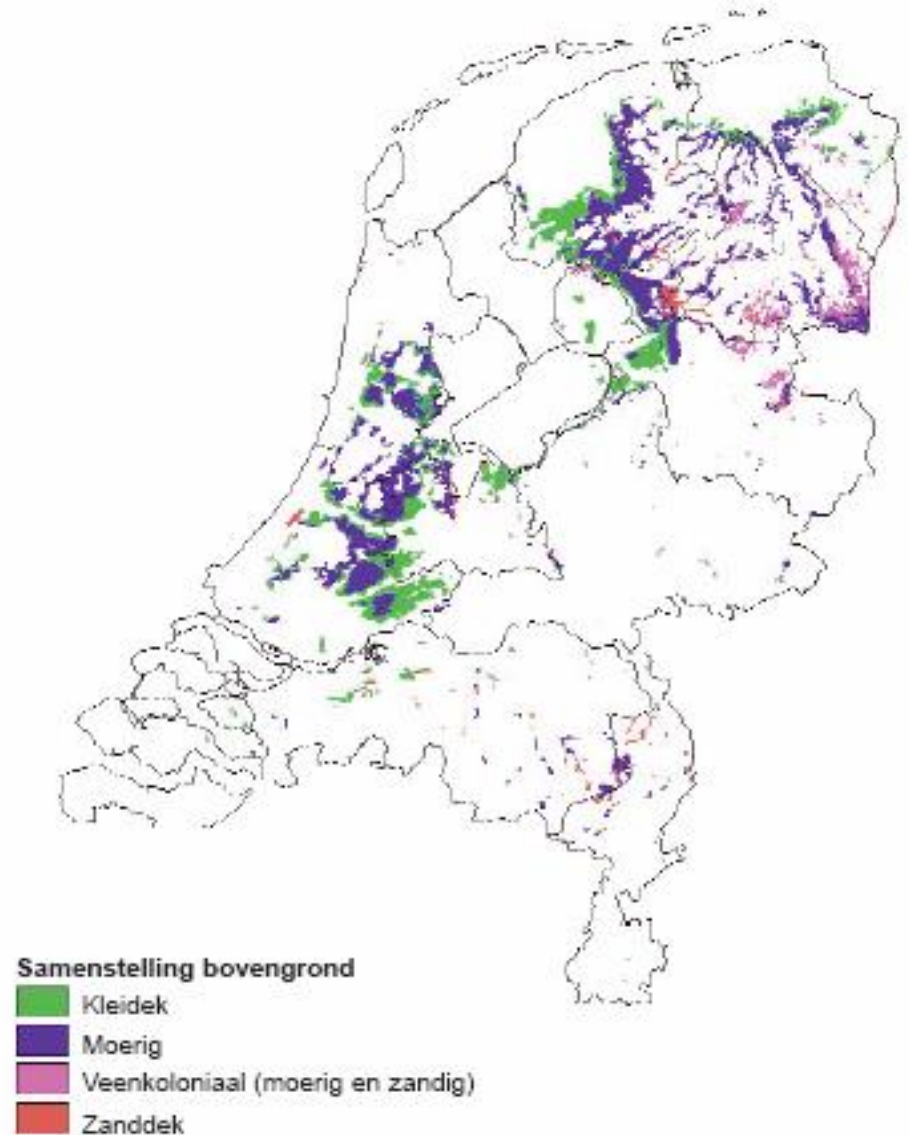 Samenstelling bovengrond
Kleidek
Moerig
Veenkoloniaal (moerig en zandig)
Zanddek